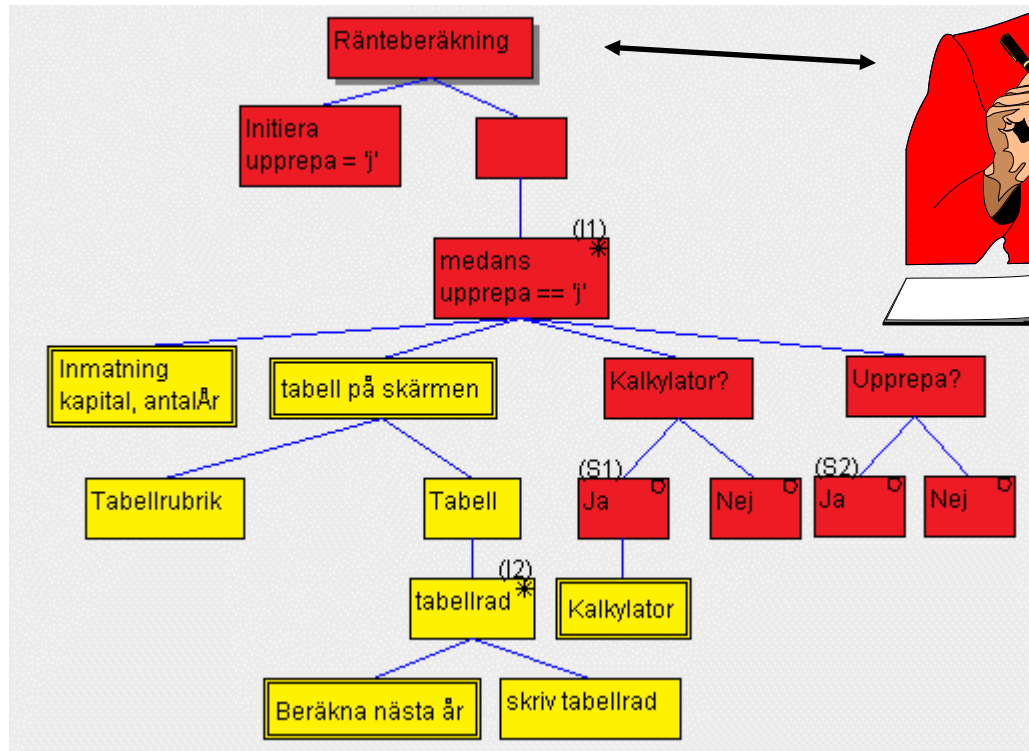 Ränteberäkning
Initiera
upprepa = 'j'
(I1)
medans
upprepa == 'j'
Inmatning
kapital, antalÅr
tabell på skärmen
Kalkylator?
Upprepa?
Tabellrubrik
Tabell
(S1)
Ja
Nej
(S2)
Ja
Nej
(I2)
tabellrad
Kalkylator
Beräkna nästa år
skriv tabellrad